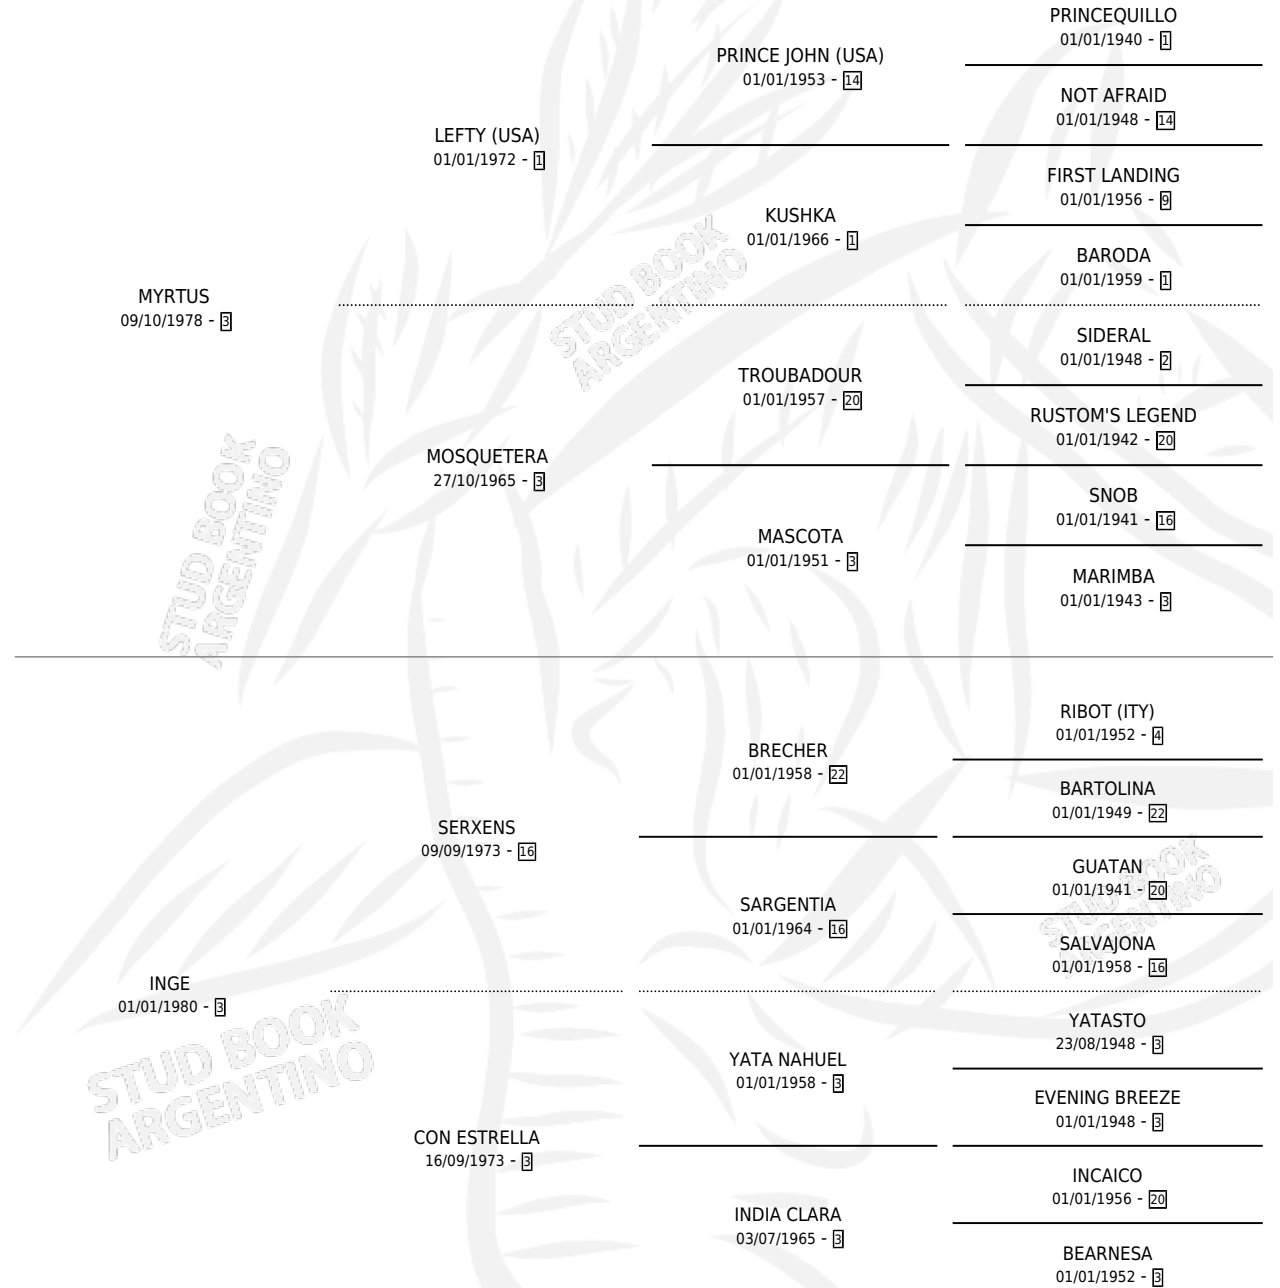 PRINCEQUILLO
01/01/1940 - 1
PRINCE JOHN (USA)
01/01/1953 - 14
NOT AFRAID
01/01/1948 - 14
LEFTY (USA)
01/01/1972 - 1
FIRST LANDING
01/01/1956 - 9
KUSHKA
01/01/1966 - 1
BARODA
01/01/1959 - 1
MYRTUS
09/10/1978 - 3
SIDERAL
01/01/1948 - 2
TROUBADOUR
01/01/1957 - 20
RUSTOM'S LEGEND
01/01/1942 - 20
MOSQUETERA
27/10/1965 - 3
SNOB
01/01/1941 - 16
MASCOTA
01/01/1951 - 3
MARIMBA
01/01/1943 - 3
RIBOT (ITY)
01/01/1952 - 4
BRECHER
01/01/1958 - 22
BARTOLINA
01/01/1949 - 22
SERXENS
09/09/1973 - 16
GUATAN
01/01/1941 - 20
SARGENTIA
01/01/1964 - 16
SALVAJONA
01/01/1958 - 16
INGE
01/01/1980 - 3
YATASTO
23/08/1948 - 3
YATA NAHUEL
01/01/1958 - 3
EVENING BREEZE
01/01/1948 - 3
CON ESTRELLA
16/09/1973 - 3
INCAICO
01/01/1956 - 20
INDIA CLARA
03/07/1965 - 3
BEARNESA
01/01/1952 - 3
STUD BOOK
ARGENTINO
STUD BOOK
ARGENTINO
STUD BOOK
ARGENTINO
STUD BOOK
ARGENTINO